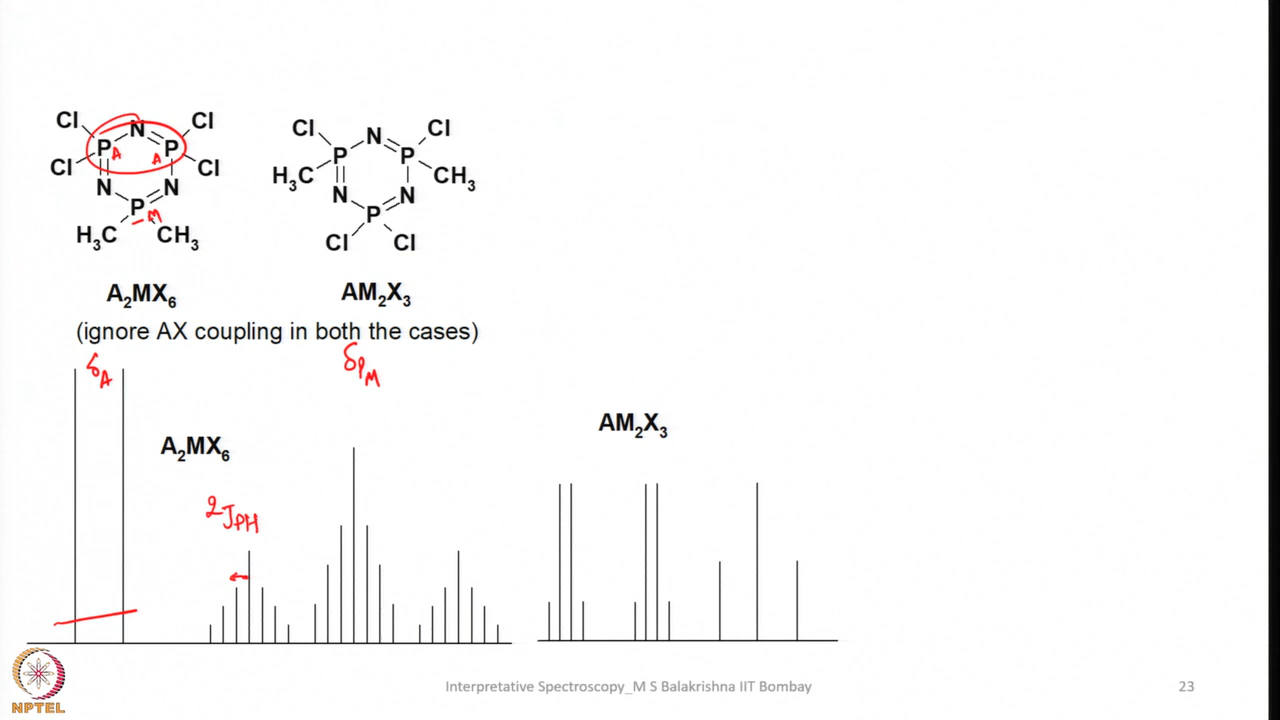 Cl N Cl
P A A P
Cl Cl
N N
P M
H3C CH3
Cl N Cl
P P
H3C CH3
N N
P
Cl Cl
A2MX6
AM2X3
(ignore AX coupling in both the cases)
δA
δPM
A2MX6
AM2X3
2JPH
NPTEL
Interpretative Spectroscopy_M S Balakrishna IIT Bombay
23